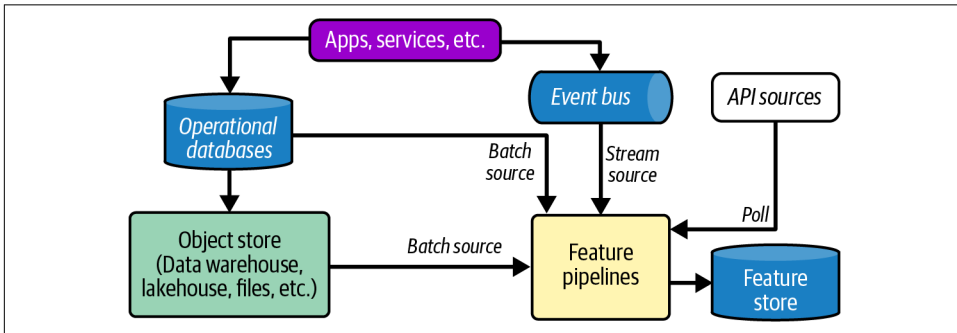 Apps, services, etc.
Event bus
API sources
Operational
databases
Batch
source
Stream
source
Poll
Object store
(Data warehouse,
lakehouse, files, etc.)
Batch source
Feature
pipelines
Feature
store